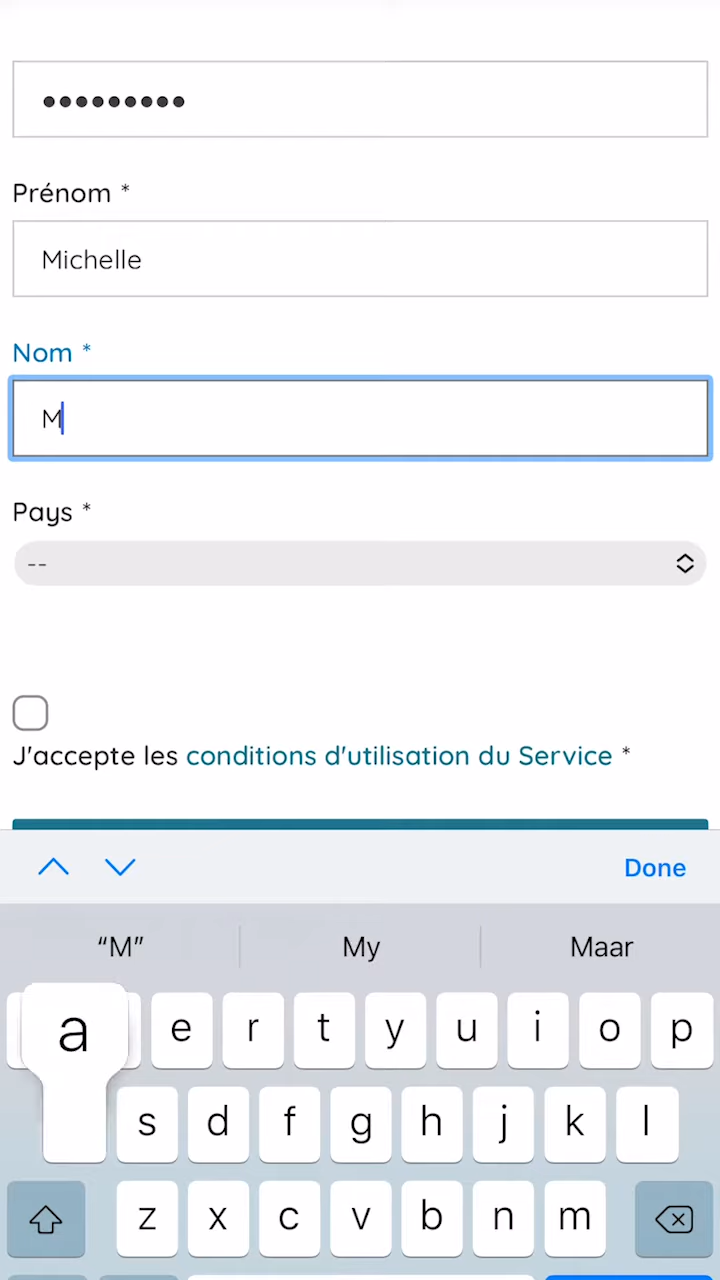 •••••••••
Prénom *
Michelle
Nom *
M
Pays *
--
J'accepte les conditions d'utilisation du Service *
Done
“M” My Maar
a e r t y u i o p
s d f g h j k l
z x c v b n m